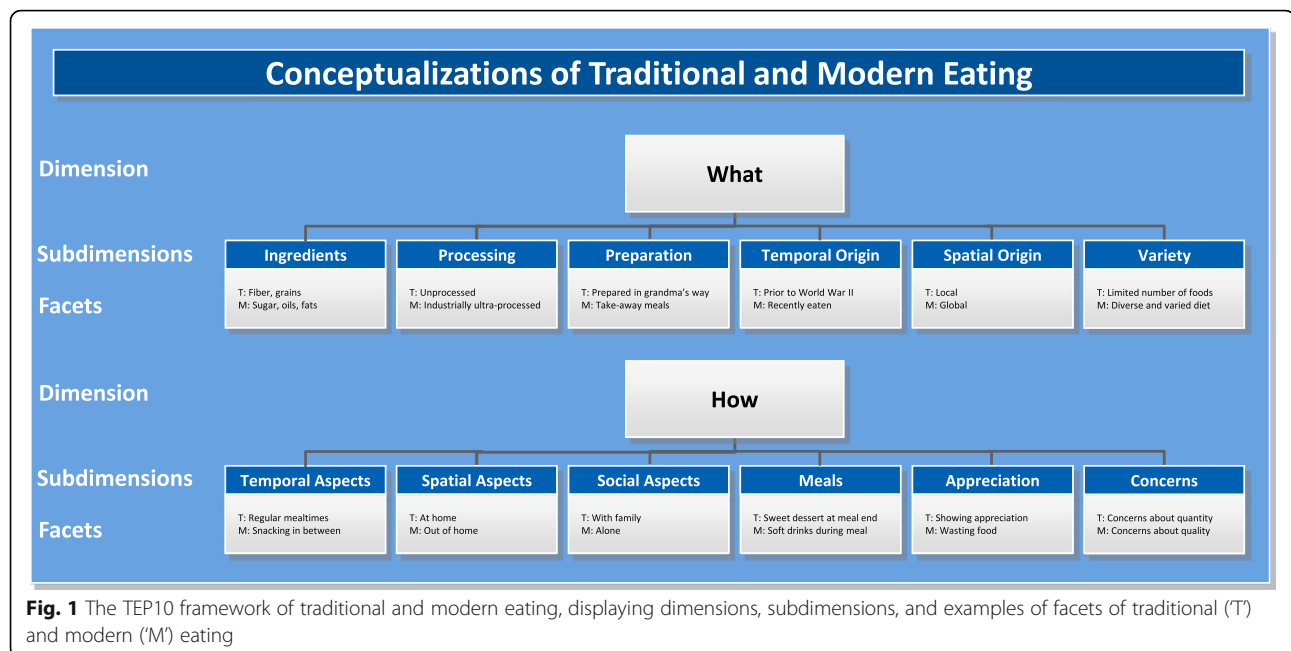 Conceptualizations of Traditional and Modern Eating
Dimension
What
Subdimensions
Ingredients
Processing
Preparation
Temporal Origin
Spatial Origin
Variety
Facets
T: Fiber, grains
M: Sugar, oils, fats
T: Unprocessed
M: Industrially ultra-processed
T: Prepared in grandma's way
M: Take-away meals
T: Prior to World War II
M: Recently eaten
T: Local
M: Global
T: Limited number of foods
M: Diverse and varied diet
Dimension
How
Subdimensions
Temporal Aspects
Spatial Aspects
Social Aspects
Meals
Appreciation
Concerns
Facets
T: Regular mealtimes
M: Snacking in between
T: At home
M: Out of home
T: With family
M: Alone
T: Sweet dessert at meal end
M: Soft drinks during meal
T: Showing appreciation
M: Wasting food
T: Concerns about quantity
M: Concerns about quality
Fig. 1 The TEP10 framework of traditional and modern eating, displaying dimensions, subdimensions, and examples of facets of traditional ('T')
and modern ('M') eating